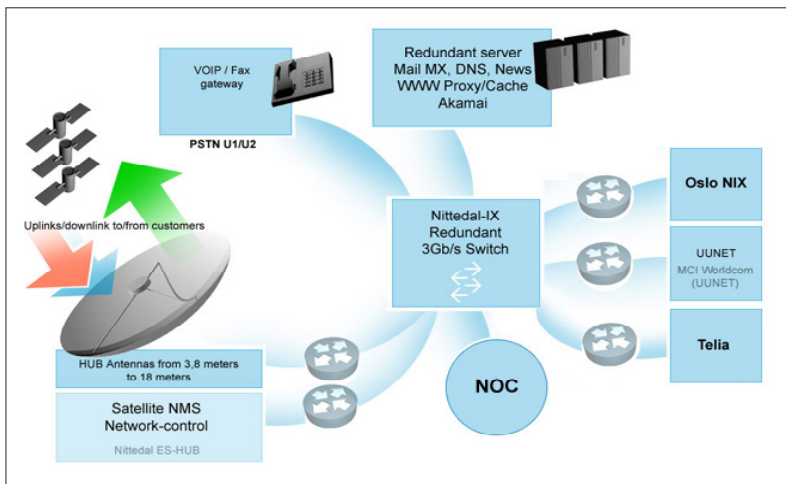 VOIP / Fax
gateway
PSTN U1/U2
Redundant server
Mail MX, DNS, News
WWW Proxy/Cache
Akamai
Uplinks/downlink to/from customers
Nittedal-IX
Redundant
3Gb/s Switch
Oslo NIX
UUNET
MCI Worldcom
(UUNET)
Telia
HUB Antennas from 3,8 meters
to 18 meters
Satellite NMS
Network-control
Nittedal ES-HUB
NOC